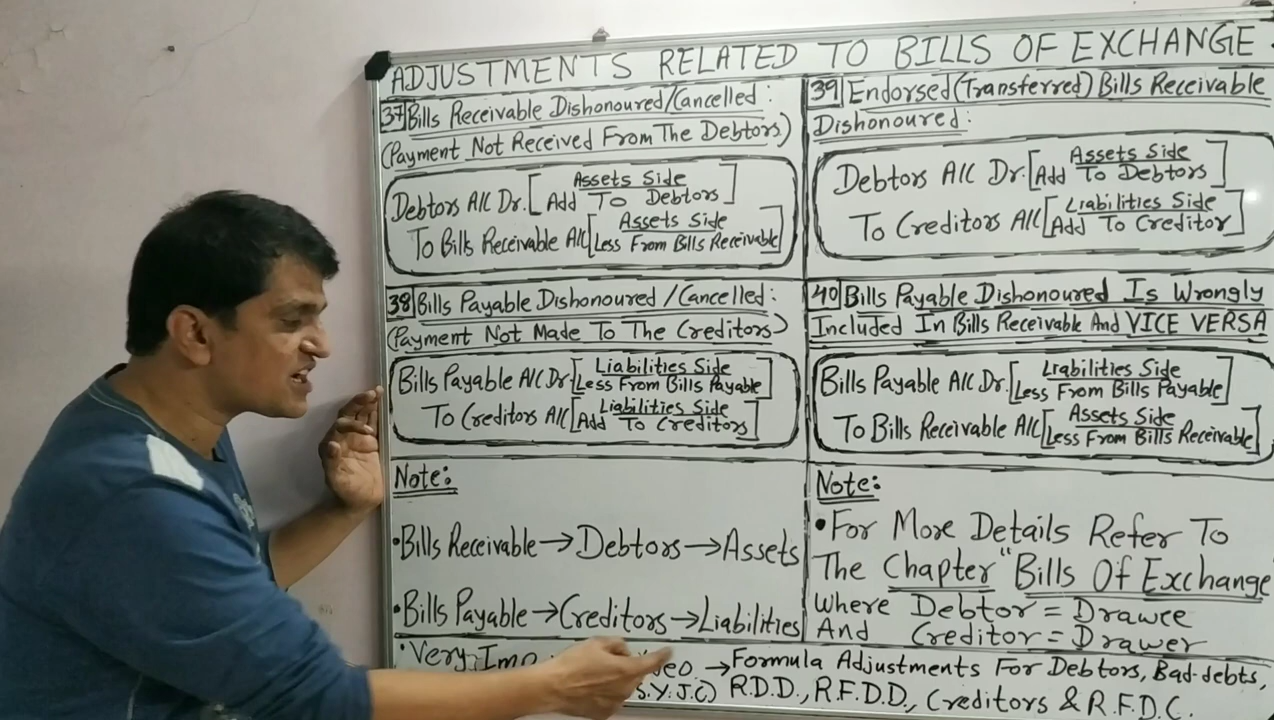 ADJUSTMENTS RELATED TO BILLS OF EXCHANGE
37 Bills Receivable Dishonoured/Cancelled:
(Payment Not Received From The Debtors)
Debtors A/C Dr. [Assets Side
Add To Debtors]
To Bills Receivable A/C [Assets Side
Less From Bills Receivable]
38 Bills Payable Dishonoured/Cancelled:
(Payment Not Made To The Creditors)
Bills Payable A/C Dr. [Liabilities Side
Less From Bills Payable]
To Creditors A/C [Liabilities Side
Add To Creditors]
Note:
•Bills Receivable→Debtors→Assets
•Bills Payable→Creditors→Liabilities
39 Endorsed (Transferred) Bills Receivable
Dishonoured:
Debtors A/C Dr. [Assets Side
Add To Debtors]
To Creditors A/C [Liabilities Side
Add To Creditor]
40 Bills Payable Dishonoured Is Wrongly
Included In Bills Receivable And VICE VERSA
Bills Payable A/C Dr. [Liabilities Side
Less From Bills Payable]
To Bills Receivable A/C [Assets Side
Less From Bills Receivable]
Note:
•For More Details Refer To
The Chapter "Bills Of Exchange
Where Debtor = Drawee
And Creditor = Drawer
•Very Imp →Formula Adjustments For Debtors, Bad-debts,
S.Y.J.C) R.D.D., R.F.D.D., Creditors & R.F.D.C.